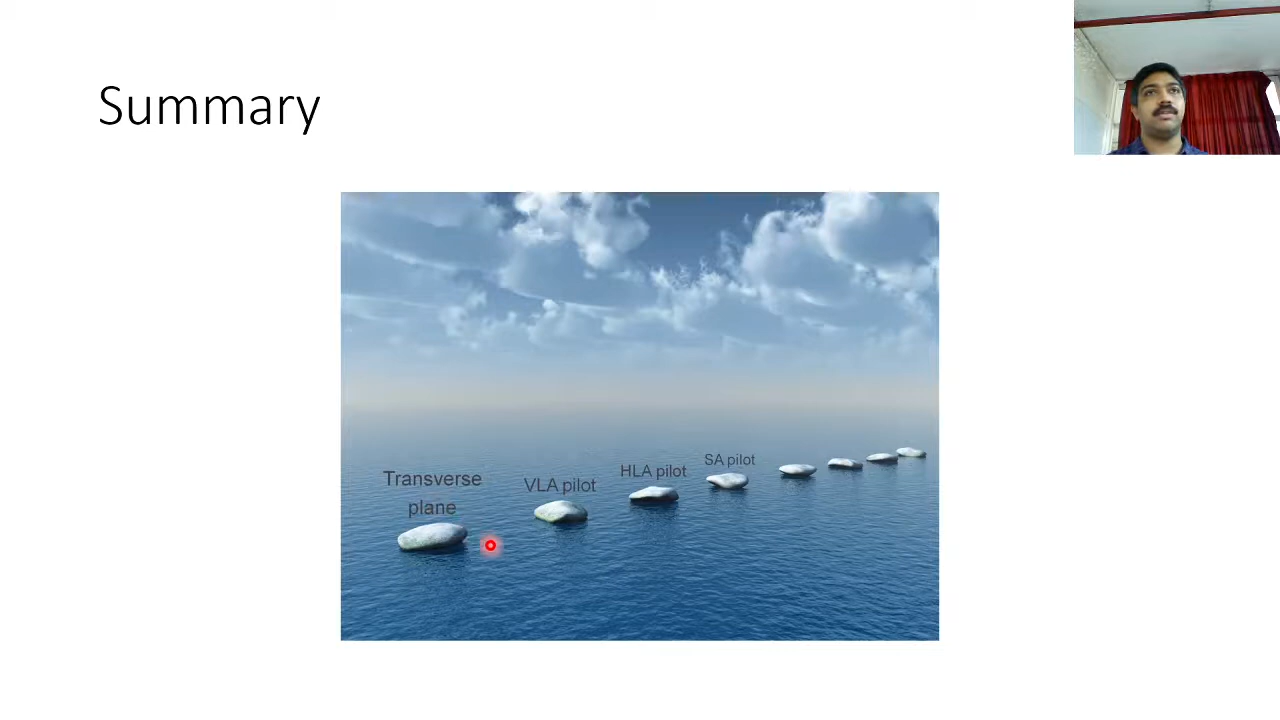 Summary
Transverse
plane
VLA pilot
HLA pilot
SA pilot